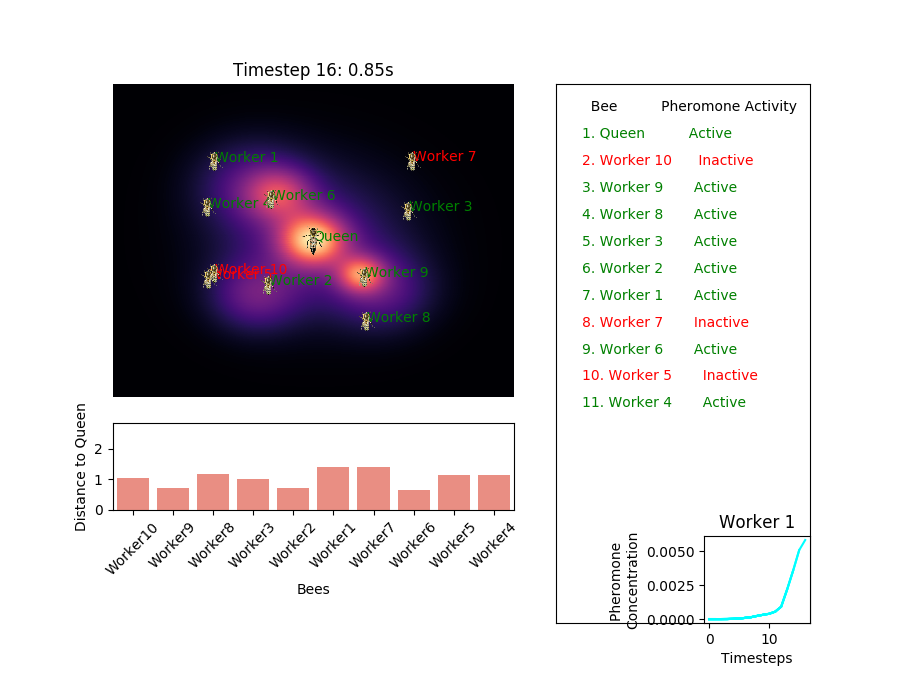 Timestep 16: 0.85s
Worker 1
Worker 7
Worker 6
Worker 4
Worker 3
Queen
Worker 10
Worker 9
Worker 2
Worker 8
Bee Pheromone Activity
1. Queen Active
2. Worker 10 Inactive
3. Worker 9 Active
4. Worker 8 Active
5. Worker 3 Active
6. Worker 2 Active
7. Worker 1 Active
8. Worker 7 Inactive
9. Worker 6 Active
10. Worker 5 Inactive
11. Worker 4 Active
Distance to Queen
2
1
0
Worker10
Worker9
Worker8
Worker3
Worker2
Worker1
Worker7
Worker6
Worker5
Worker4
Bees
Worker 1
Pheromone
Concentration
0.0050
0.0025
0.0000
0 10
Timesteps